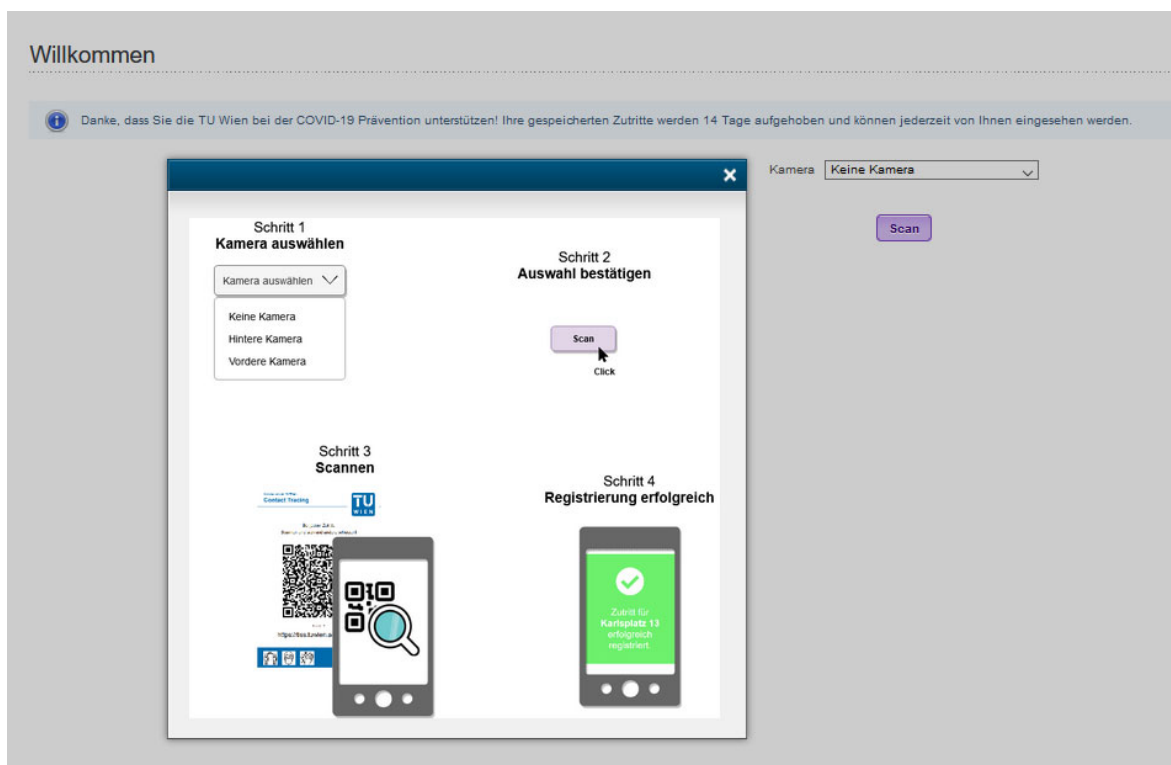 Willkommen
Danke, dass Sie die TU Wien bei der COVID-19 Prävention unterstützen! Ihre gespeicherten Zutritte werden 14 Tage aufgehoben und können jederzeit von Ihnen eingesehen werden.
Kamera Keine Kamera
Scan
Schritt 1
Kamera auswählen
Kamera auswählen
Keine Kamera
Hintere Kamera
Vordere Kamera
Schritt 2
Auswahl bestätigen
Scan
Click
Schritt 3
Scannen
Contact Tracing
TU
WIEN
Schritt 4
Registrierung erfolgreich
Zutritt für
Karlsplatz 13
erfolgreich
registriert.